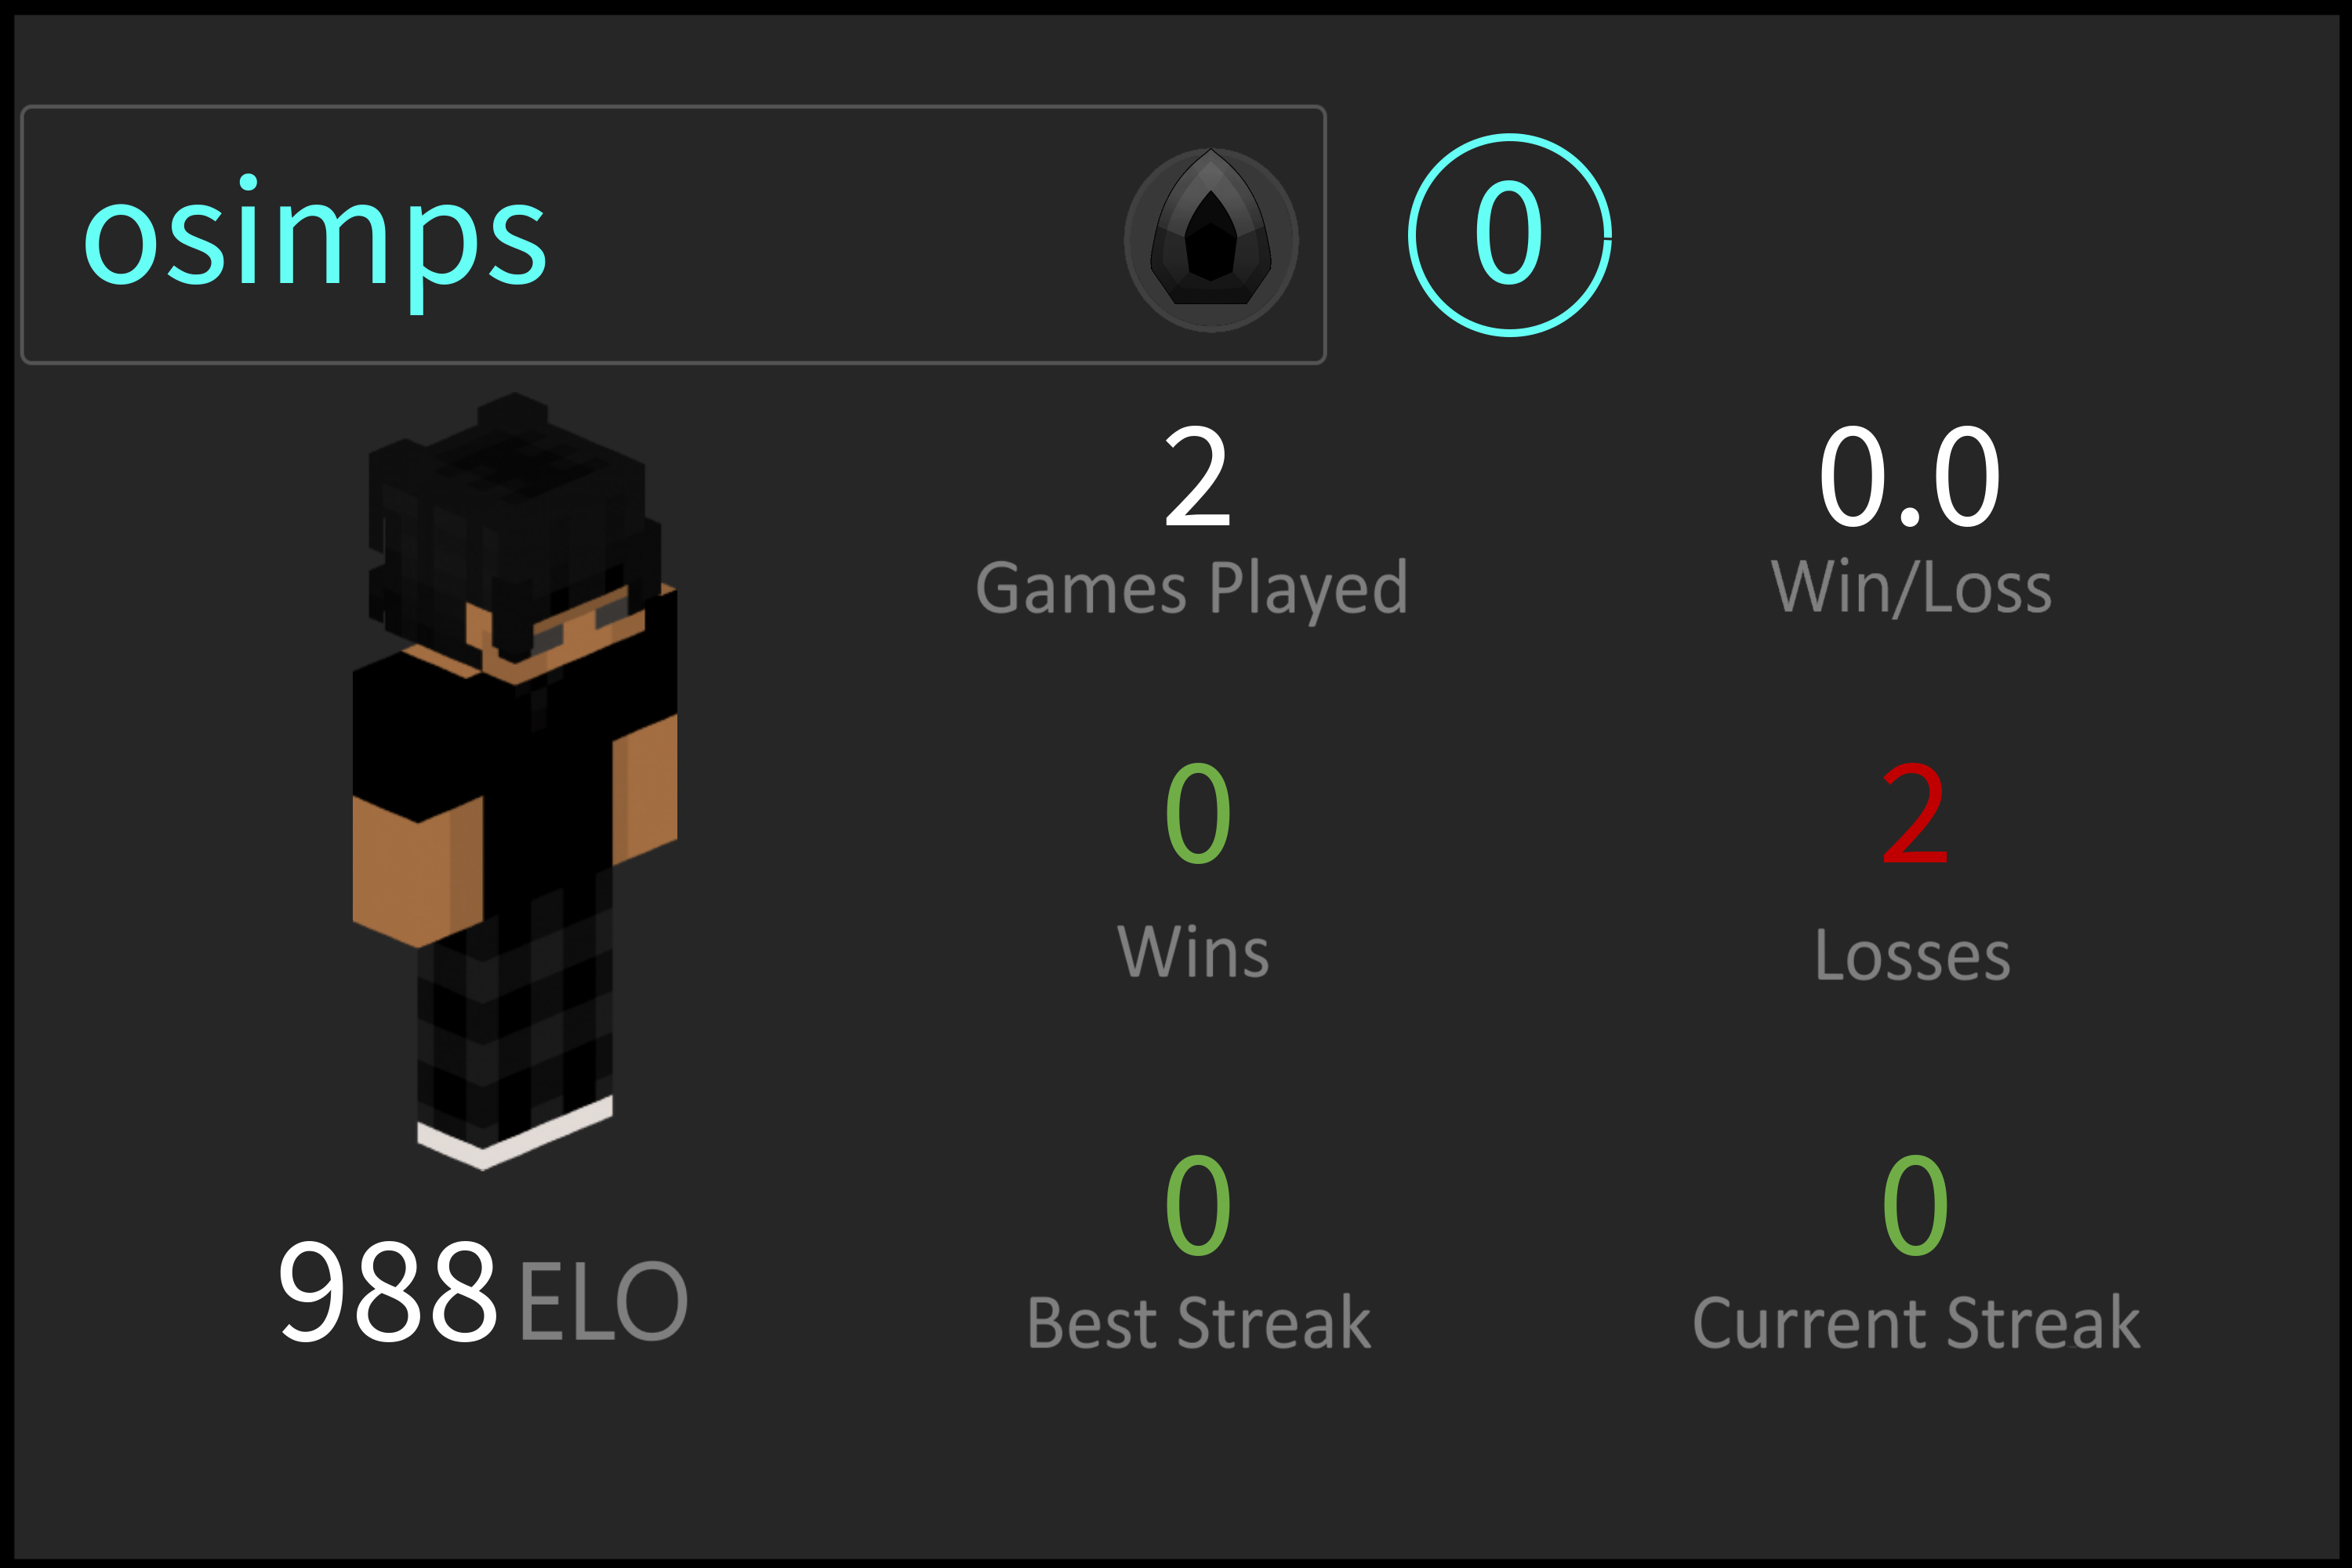 osimps
0
2
0.0
Games Played
Win/Loss
0
2
Wins
Losses
0
0
988 ELO
Best Streak
Current Streak